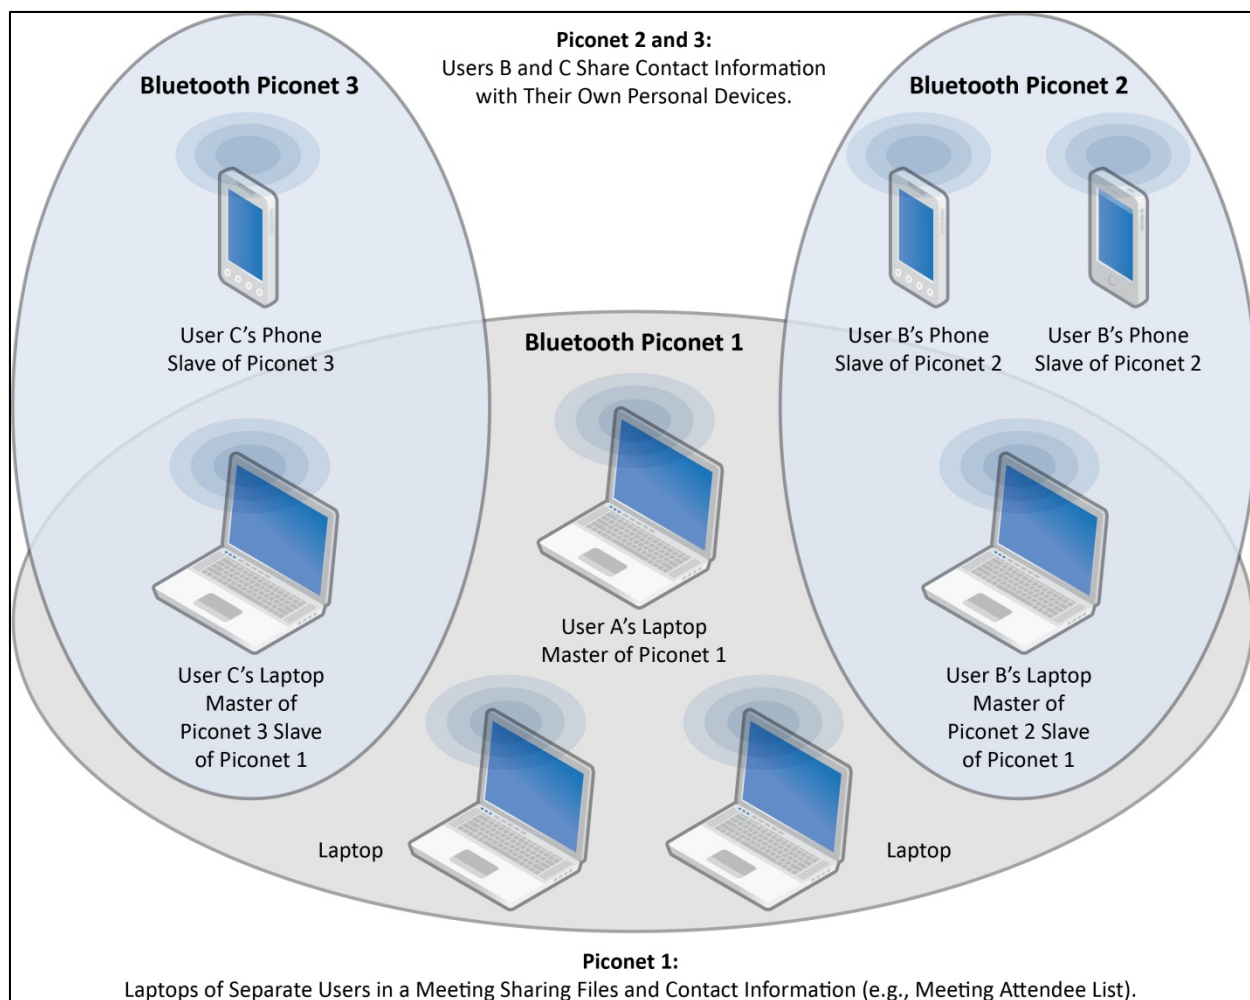 Piconet 2 and 3:
Users B and C Share Contact Information
with Their Own Personal Devices.
Bluetooth Piconet 3
Bluetooth Piconet 2
User C’s Phone
Slave of Piconet 3
User B’s Phone
Slave of Piconet 2
User B’s Phone
Slave of Piconet 2
Bluetooth Piconet 1
User A’s Laptop
Master of Piconet 1
User C’s Laptop
Master of
Piconet 3 Slave
of Piconet 1
User B’s Laptop
Master of
Piconet 2 Slave
of Piconet 1
Laptop
Laptop
Piconet 1:
Laptops of Separate Users in a Meeting Sharing Files and Contact Information (e.g., Meeting Attendee List).